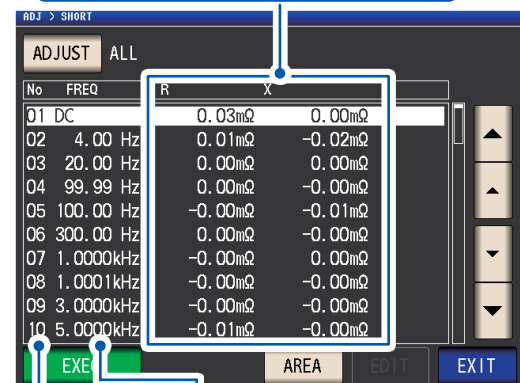 ADJ > SHORT
ADJUST ALL
No FREQ R X
01 DC 0.03mΩ 0.00mΩ
02 4.00 Hz 0.01mΩ -0.02mΩ
03 20.00 Hz 0.00mΩ -0.00mΩ
04 99.99 Hz 0.00mΩ -0.00mΩ
05 100.00 Hz -0.00mΩ -0.01mΩ
06 300.00 Hz 0.00mΩ -0.00mΩ
07 1.0000kHz -0.00mΩ 0.00mΩ
08 1.0001kHz -0.00mΩ -0.00mΩ
09 3.0000kHz -0.00mΩ -0.00mΩ
10 5.0000kHz -0.01mΩ -0.00mΩ
AREA EDIT EXIT